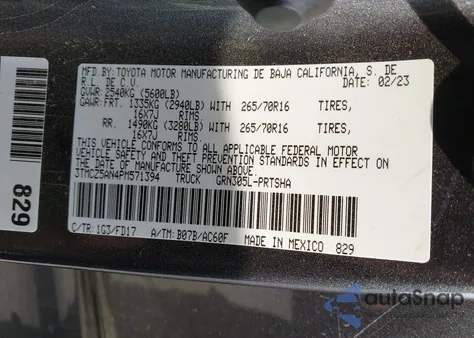 MFD.BY:TOYOTA MOTOR MANUFACTURING DE BAJA CALIFORNIA, S. DE
R.L. DE C.V. DATE: 02/23
GVWR:2540KG (5600LB)
GAWR:FRT. 1335KG (2940LB) WITH 265/70R16 TIRES,
16X7J RIMS,
RR. 1490KG (3280LB) WITH 265/70R16 TIRES,
16X7J RIMS.
THIS VEHICLE CONFORMS TO ALL APPLICABLE FEDERAL MOTOR
VEHICLE SAFETY AND THEFT PREVENTION STANDARDS IN EFFECT
ON THE DATE OF MANUFACTURE SHOWN ABOVE.
3TMCZ5AN4PM571394 TRUCK GRN305L-PRTSHA
C/TR:1G3/FD17 A/TM:B07B/AC60F MADE IN MEXICO 829
829
autoSnap